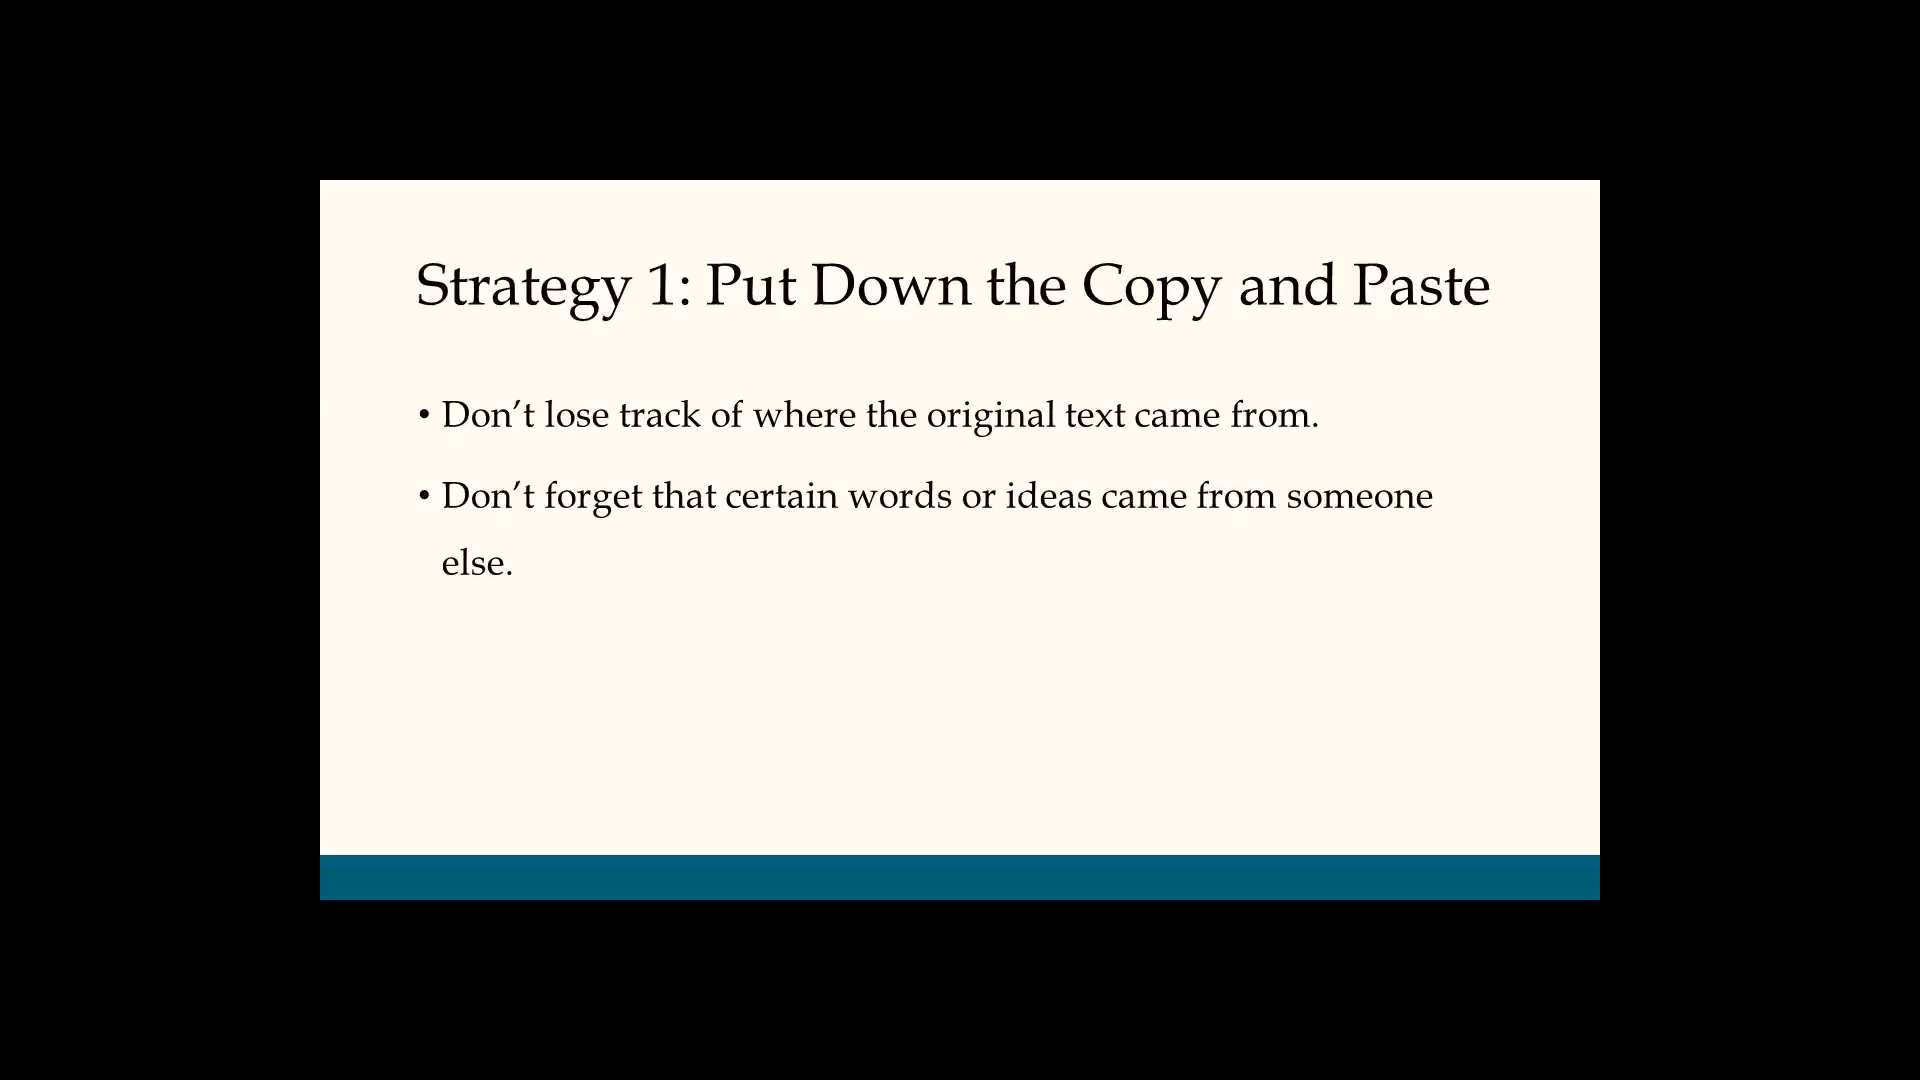 Strategy 1: Put Down the Copy and Paste
• Don’t lose track of where the original text came from.
• Don’t forget that certain words or ideas came from someone
else.